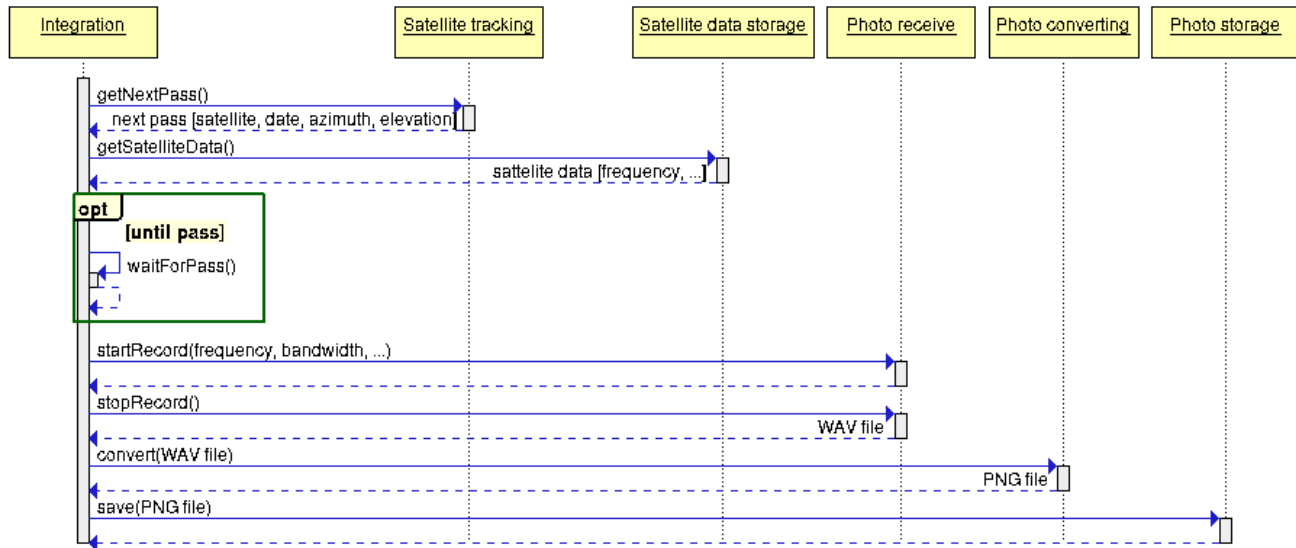 Integration
Satellite tracking
Satellite data storage
Photo receive
Photo converting
Photo storage
getNextPass()
next pass [satellite, date, azimuth, elevation]
getSatelliteData()
sattelite data [frequency, ...]
opt
[until pass]
waitForPass()
startRecord(frequency, bandwidth, ...)
stopRecord()
WAV file
convert(WAV file)
PNG file
save(PNG file)